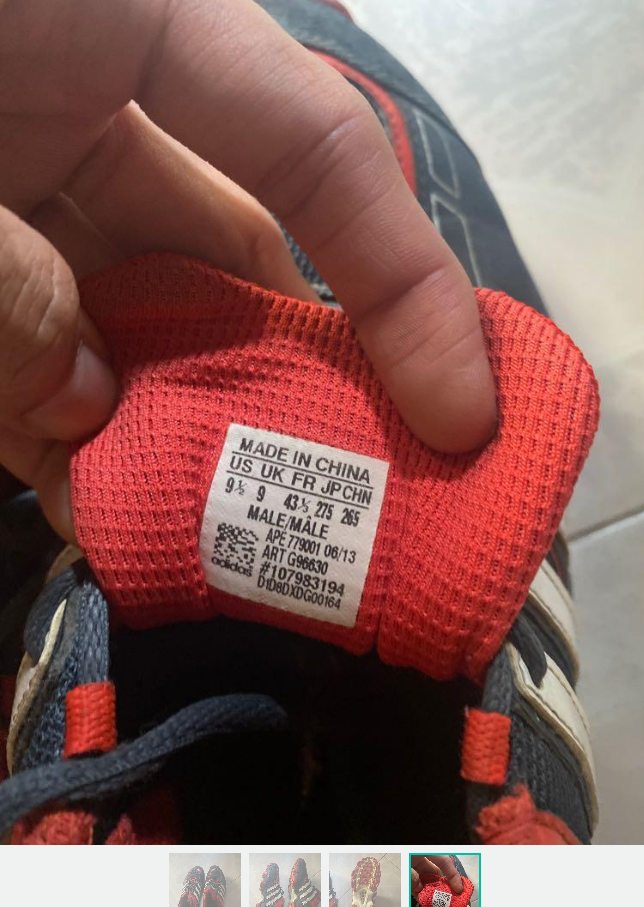 MADE IN CHINA
US UK FR JP CHN
9½ 9 43⅓ 275 265
MALE/MÂLE
APE 779001 06/13
ART G96630
#107983194
adidas D1D8DXDG00164